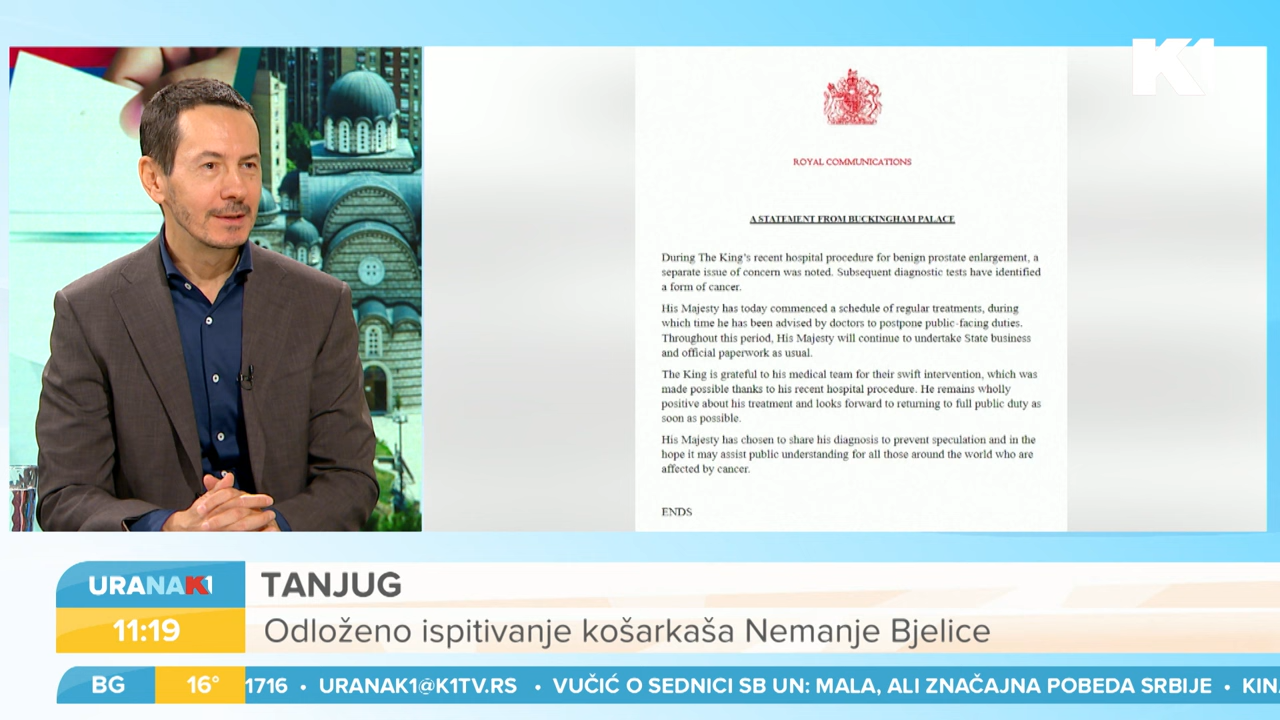 K1
ROYAL COMMUNICATIONS
A STATEMENT FROM BUCKINGHAM PALACE
During The King's recent hospital procedure for benign prostate enlargement, a
separate issue of concern was noted. Subsequent diagnostic tests have identified
a form of cancer.
His Majesty has today commenced a schedule of regular treatments, during
which time he has been advised by doctors to postpone public-facing duties.
Throughout this period, His Majesty will continue to undertake State business
and official paperwork as usual.
The King is grateful to his medical team for their swift intervention, which was
made possible thanks to his recent hospital procedure. He remains wholly
positive about his treatment and looks forward to returning to full public duty as
soon as possible.
His Majesty has chosen to share his diagnosis to prevent speculation and in the
hope it may assist public understanding for all those around the world who are
affected by cancer.
ENDS
URANAK1
TANJUG
11:19
Odloženo ispitivanje košarkaša Nemanje Bjelice
BG 16° 1716 • URANAK1@K1TV.RS • VUČIĆ O SEDNICI SB UN: MALA, ALI ZNAČAJNA POBEDA SRBIJE • KIN